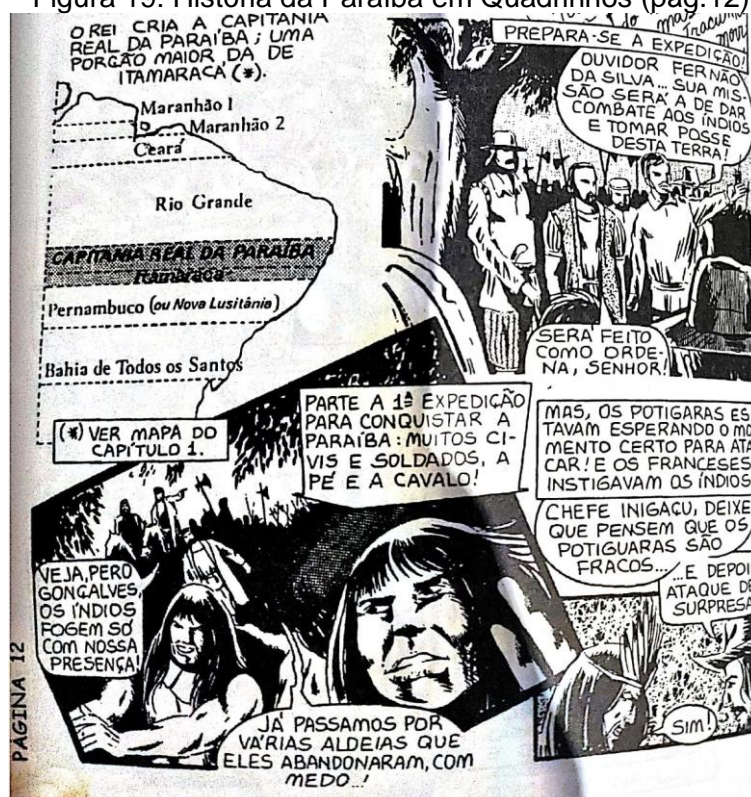 Figura 19: História da Paraíba em Quadrinhos (pág.12)
O REI CRIA A CAPITANIA
REAL DA PARAÍBA; UMA
PORÇÃO MAIOR DA DE
ITAMARACÁ (*).
Maranhão 1
Maranhão 2
Ceará
Rio Grande
CAPITANIA REAL DA PARAÍBA
Itamaracá
Pernambuco (ou Nova Lusitânia)
Bahia de Todos os Santos
(*) VER MAPA DO
CAPÍTULO 1.
mas
PREPARA-SE A EXPEDIÇÃO!
OUVIDOR FERNÃO
DA SILVA... SUA MIS-
SÃO SERÁ A DE DAR
COMBATE AOS ÍNDIOS
E TOMAR POSSE
DESTA TERRA!
SERÁ FEITO
COMO ORDE-
NA, SENHOR!
PARTE A 1ª EXPEDIÇÃO
PARA CONQUISTAR A
PARAÍBA: MUITOS CI-
VIS E SOLDADOS, A
PÉ E A CAVALO!
VEJA, PERO
GONÇALVES,
OS ÍNDIOS
FOGEM SÓ
COM NOSSA
PRESENÇA!
JÁ PASSAMOS POR
VÁRIAS ALDEIAS QUE
ELES ABANDONARAM, COM
MEDO...!
MAS, OS POTIGARAS ES
TAVAM ESPERANDO O MO
MENTO CERTO PARA ATA
CAR! E OS FRANCESES
INSTIGAVAM OS ÍNDIOS
CHEFE INIGAÇU, DEIXE
QUE PENSEM QUE OS
POTIGUARAS SÃO
FRACOS...
...E DEPOI
ATAQUE DE
SURPRESA
SIM!
PÁGINA 12